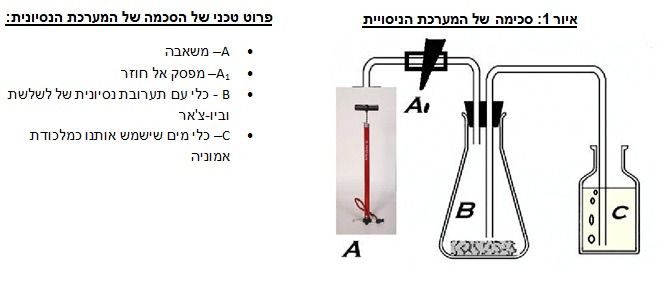 פרוט טכני של הסכמה של המערכת הנסיונית:
• A– משאבה
• A₁– מפסק אל חוזר
• B - כלי עם תערובת נסיונית של לשלשת
וביו-צ'אר
• C– כלי מים שישמש אותנו כמלכודת
אמוניה
איור 1: סכימה של המערכת הניסויית
A₁
B
C
A